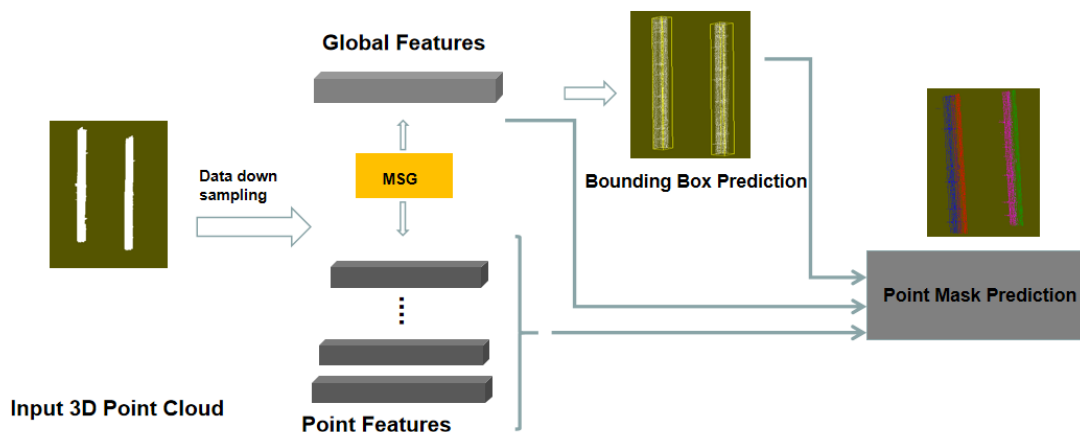 Global Features
Data down
sampling
MSG
Bounding Box Prediction
Point Mask Prediction
Input 3D Point Cloud
Point Features